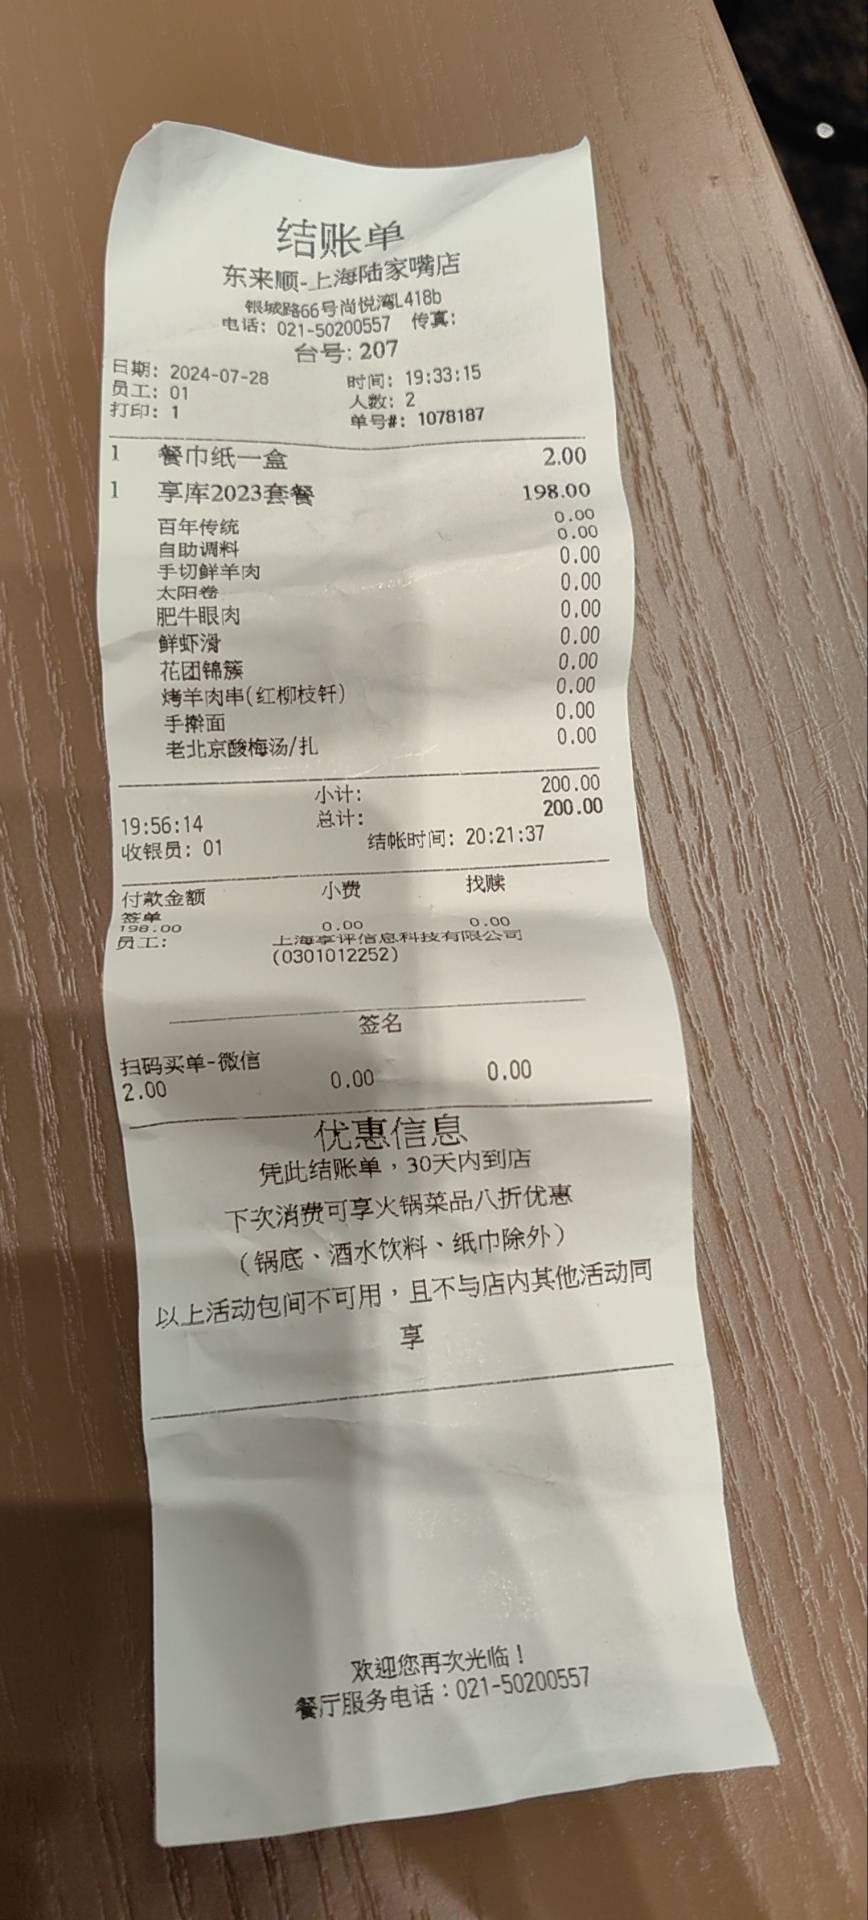 结账单
东来顺-上海陆家嘴店
银城路66号尚悦湾L418b
电话: 021-50200557 传真:
台号: 207
日期: 2024-07-28 时间: 19:33:15
员工: 01 人数: 2
打印: 1 单号#: 1078187
1 餐巾纸一盒 2.00
1 享库2023套餐 198.00
百年传统 0.00
自助调料 0.00
手切鲜羊肉 0.00
太阳卷 0.00
肥牛眼肉 0.00
鲜虾滑 0.00
花团锦簇 0.00
烤羊肉串(红柳枝钎) 0.00
手擀面 0.00
老北京酸梅汤/扎 0.00
小计: 200.00
19:56:14 总计: 200.00
收银员: 01 结帐时间: 20:21:37
付款金额 小费 找赎
签单
198.00 0.00 0.00
员工: 上海享评信息科技有限公司
(0301012252)
签名
扫码买单-微信
2.00 0.00 0.00
优惠信息
凭此结账单，30天内到店
下次消费可享火锅菜品八折优惠
（锅底、酒水饮料、纸巾除外）
以上活动包间不可用，且不与店内其他活动同
享
欢迎您再次光临！
餐厅服务电话：021-50200557